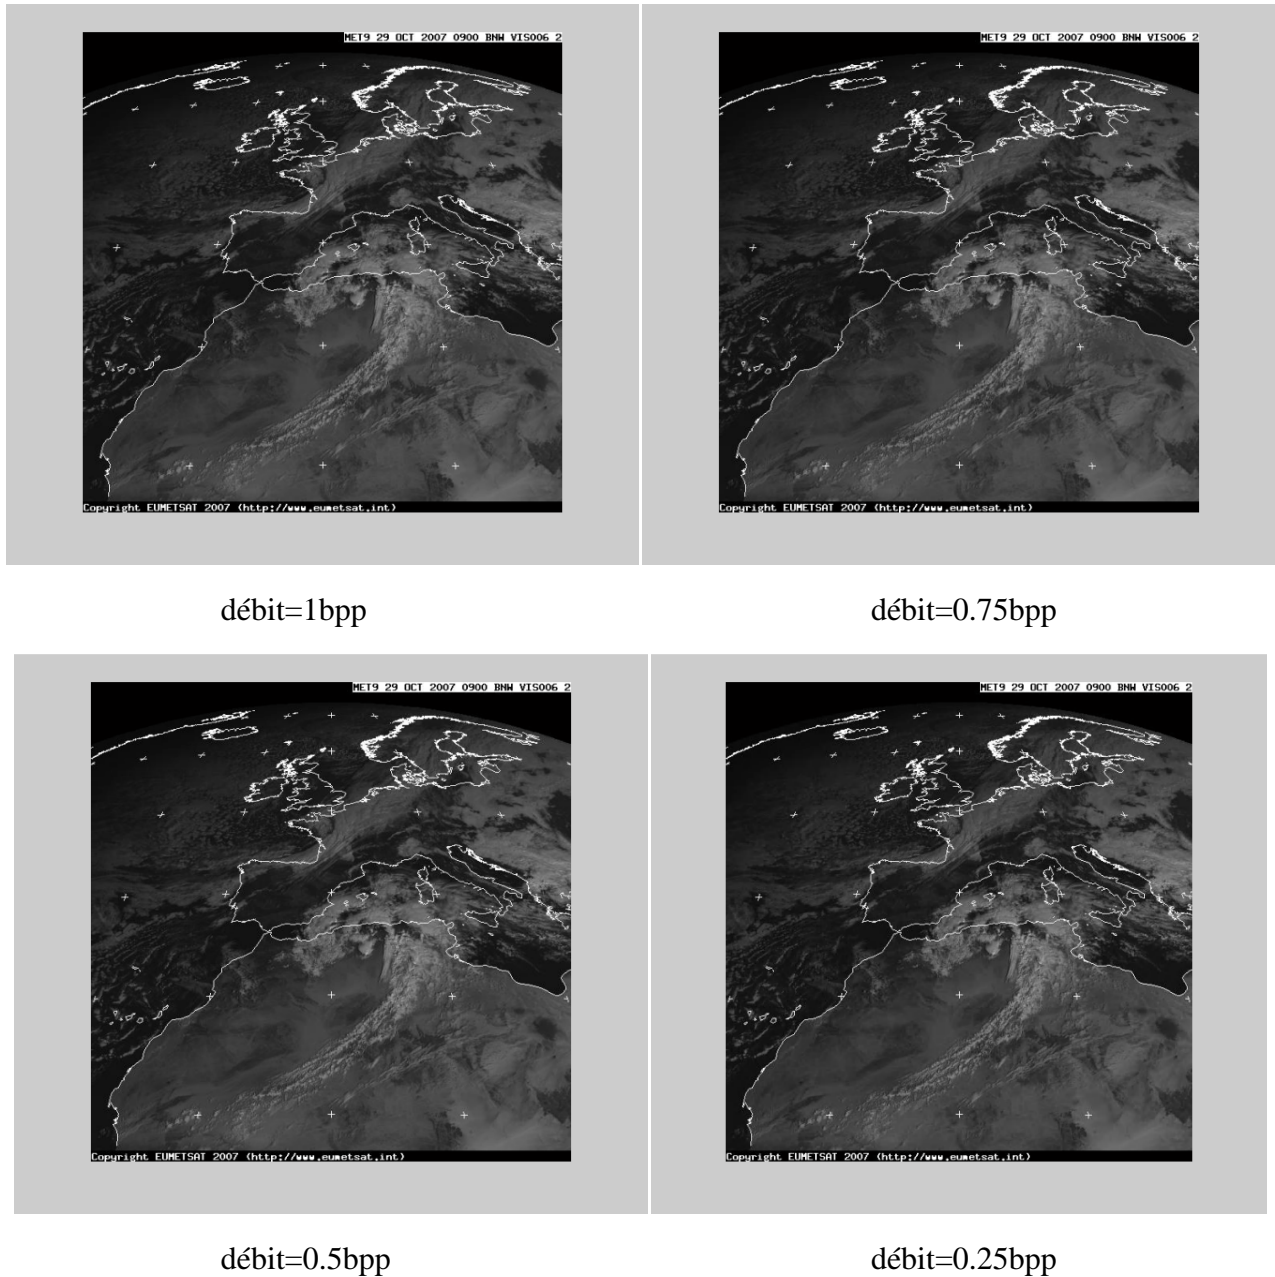 MET9 29 OCT 2007 0900 BNW VIS006 2
MET9 29 OCT 2007 0900 BNW VIS006 2
Copyright EUMETSAT 2007 (http://www.eumetsat.int)
Copyright EUMETSAT 2007 (http://www.eumetsat.int)
débit=1bpp
débit=0.75bpp
MET9 29 OCT 2007 0900 BNW VIS006 2
MET9 29 OCT 2007 0900 BNW VIS006 2
Copyright EUMETSAT 2007 (http://www.eumetsat.int)
Copyright EUMETSAT 2007 (http://www.eumetsat.int)
débit=0.5bpp
débit=0.25bpp